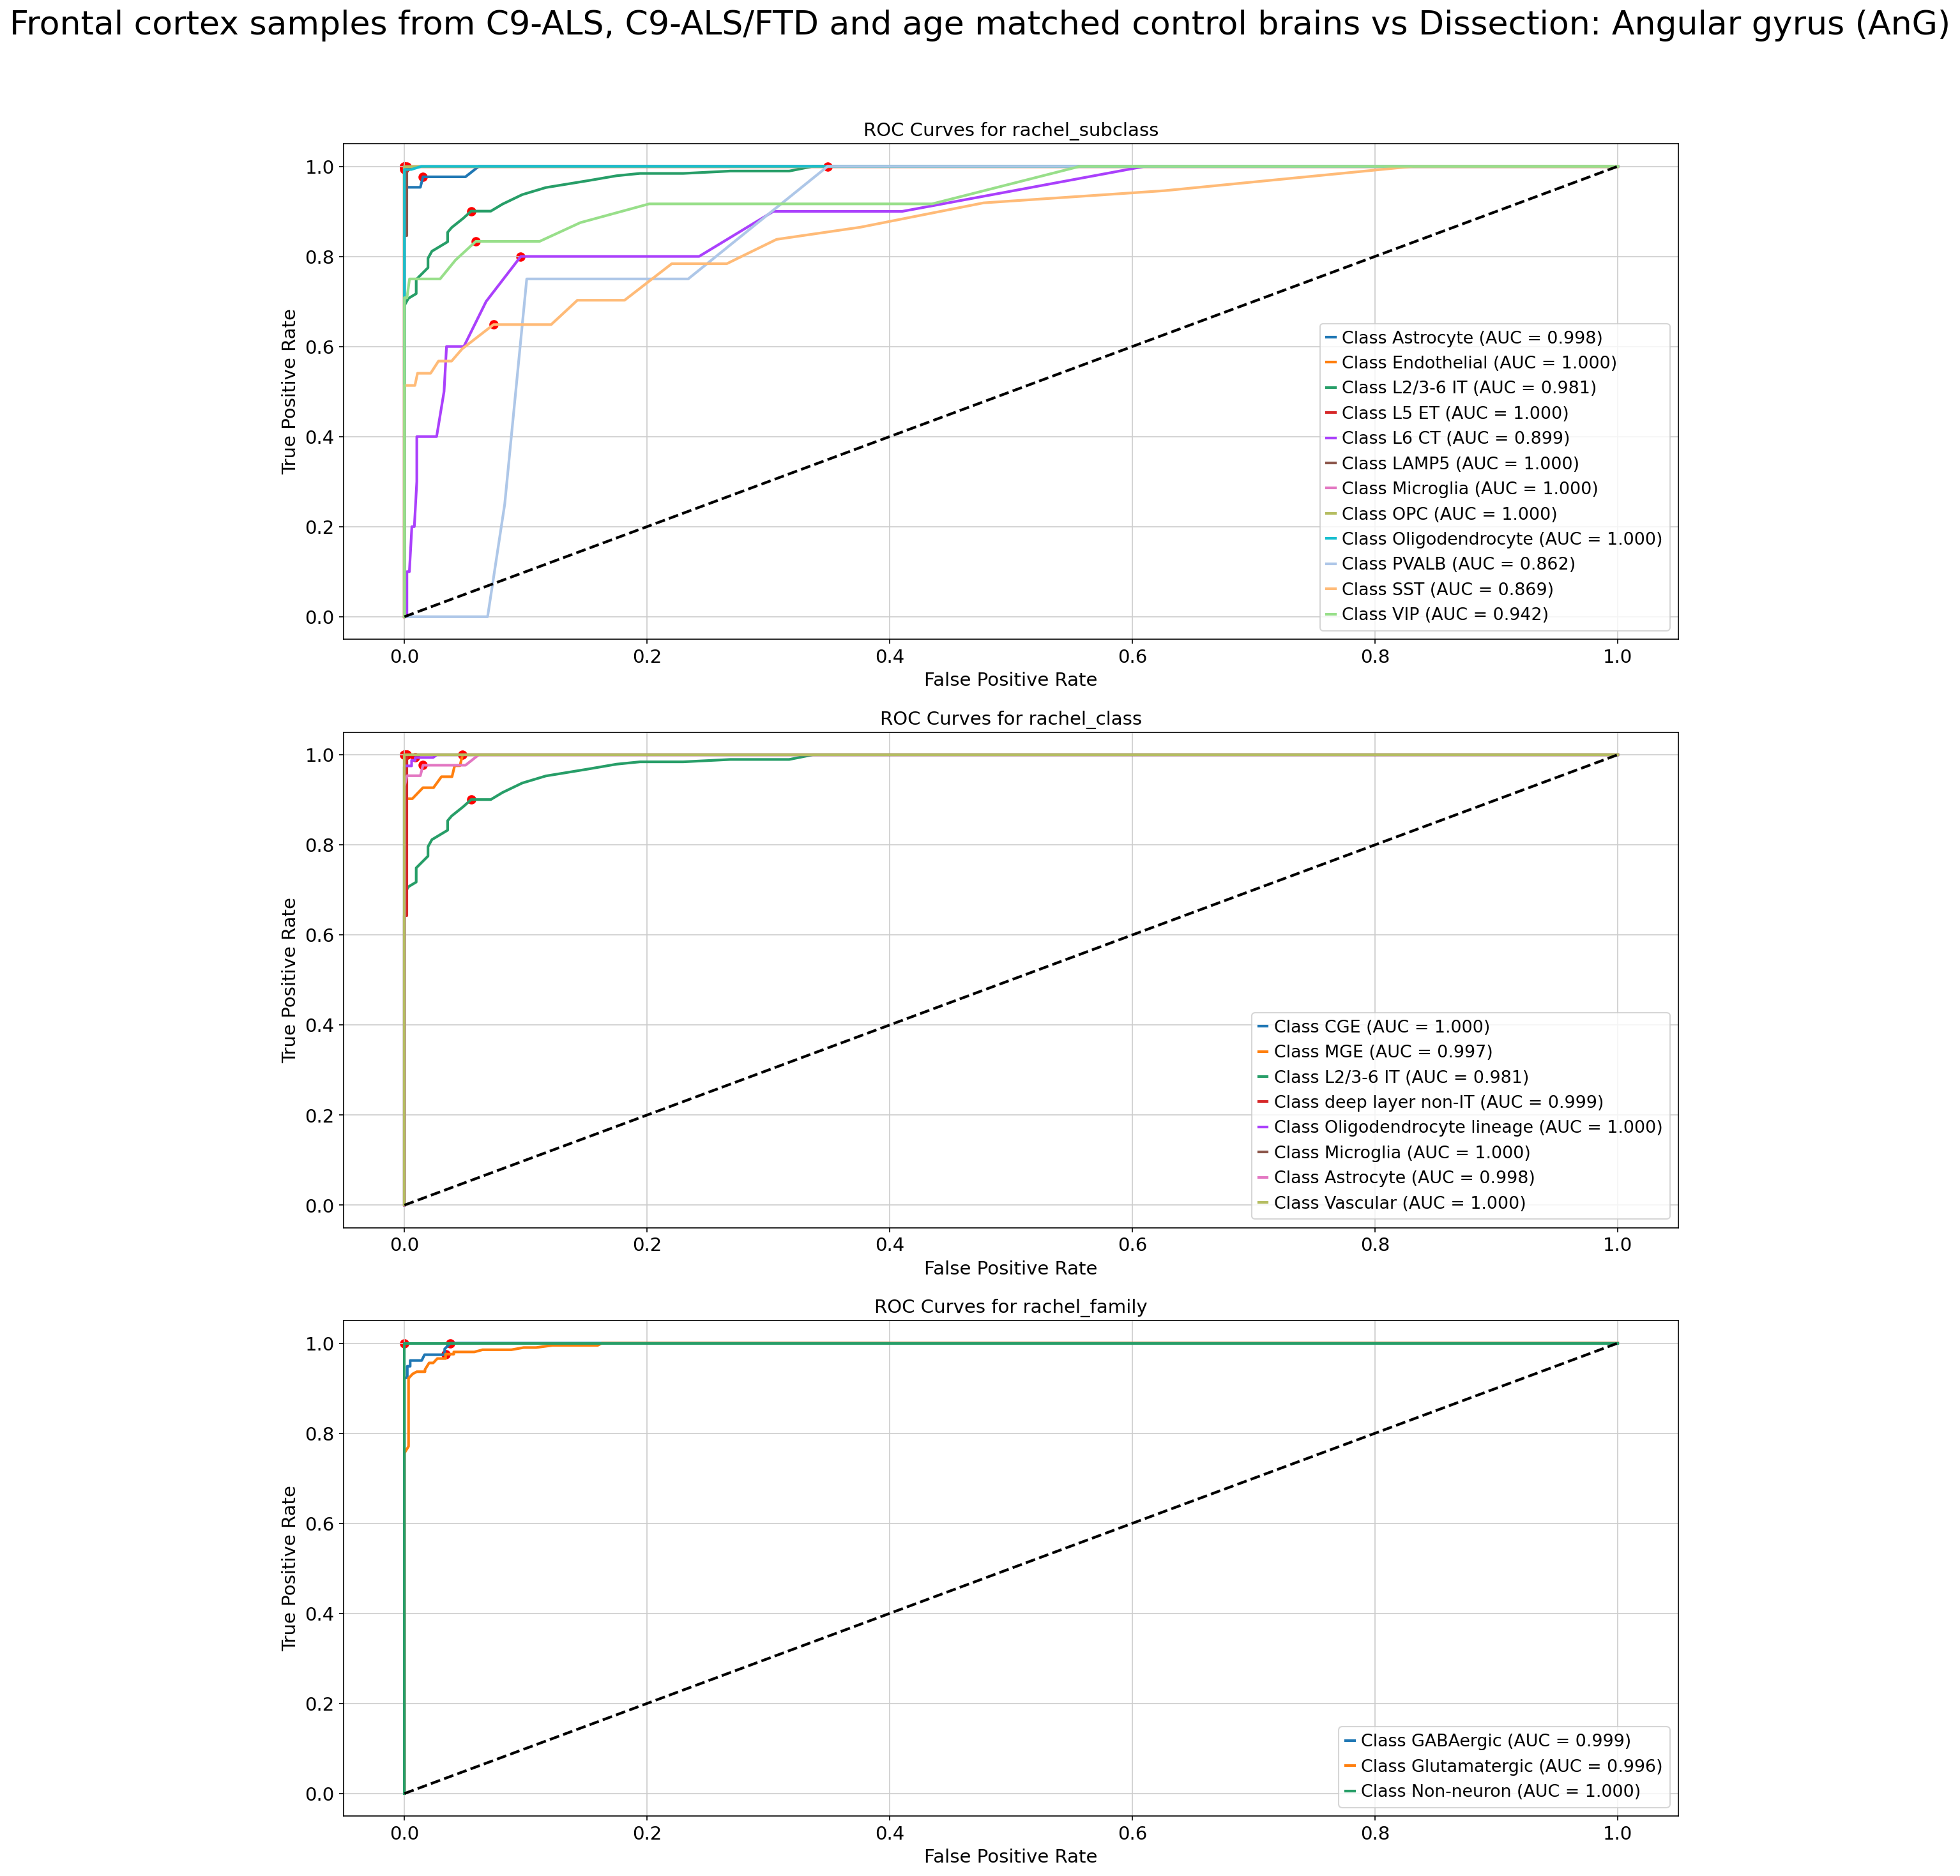 Frontal cortex samples from C9-ALS, C9-ALS/FTD and age matched control brains vs Dissection: Angular gyrus (AnG)
ROC Curves for rachel_subclass
1.0
0.8
0.6
0.4
0.2
0.0
True Positive Rate
Class Astrocyte (AUC = 0.998)
Class Endothelial (AUC = 1.000)
Class L2/3-6 IT (AUC = 0.981)
Class L5 ET (AUC = 1.000)
Class L6 CT (AUC = 0.899)
Class LAMP5 (AUC = 1.000)
Class Microglia (AUC = 1.000)
Class OPC (AUC = 1.000)
Class Oligodendrocyte (AUC = 1.000)
Class PVALB (AUC = 0.862)
Class SST (AUC = 0.869)
Class VIP (AUC = 0.942)
0.0 0.2 0.4 0.6 0.8 1.0
False Positive Rate
ROC Curves for rachel_class
1.0
0.8
0.6
0.4
0.2
0.0
True Positive Rate
Class CGE (AUC = 1.000)
Class MGE (AUC = 0.997)
Class L2/3-6 IT (AUC = 0.981)
Class deep layer non-IT (AUC = 0.999)
Class Oligodendrocyte lineage (AUC = 1.000)
Class Microglia (AUC = 1.000)
Class Astrocyte (AUC = 0.998)
Class Vascular (AUC = 1.000)
0.0 0.2 0.4 0.6 0.8 1.0
False Positive Rate
ROC Curves for rachel_family
1.0
0.8
0.6
0.4
0.2
0.0
True Positive Rate
Class GABAergic (AUC = 0.999)
Class Glutamatergic (AUC = 0.996)
Class Non-neuron (AUC = 1.000)
0.0 0.2 0.4 0.6 0.8 1.0
False Positive Rate